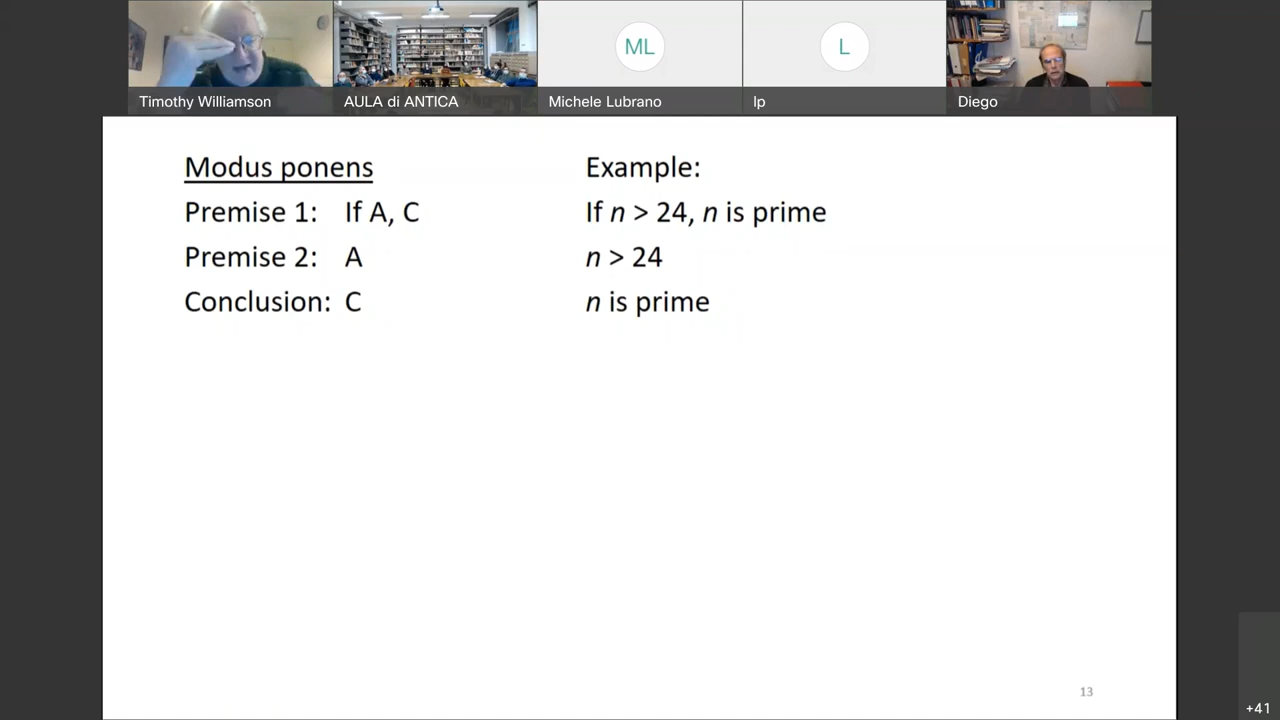 ML
L
Timothy Williamson
AULA di ANTICA
Michele Lubrano
lp
Diego
Modus ponens
Premise 1: If A, C
Premise 2: A
Conclusion: C
Example:
If n > 24, n is prime
n > 24
n is prime
13
+41